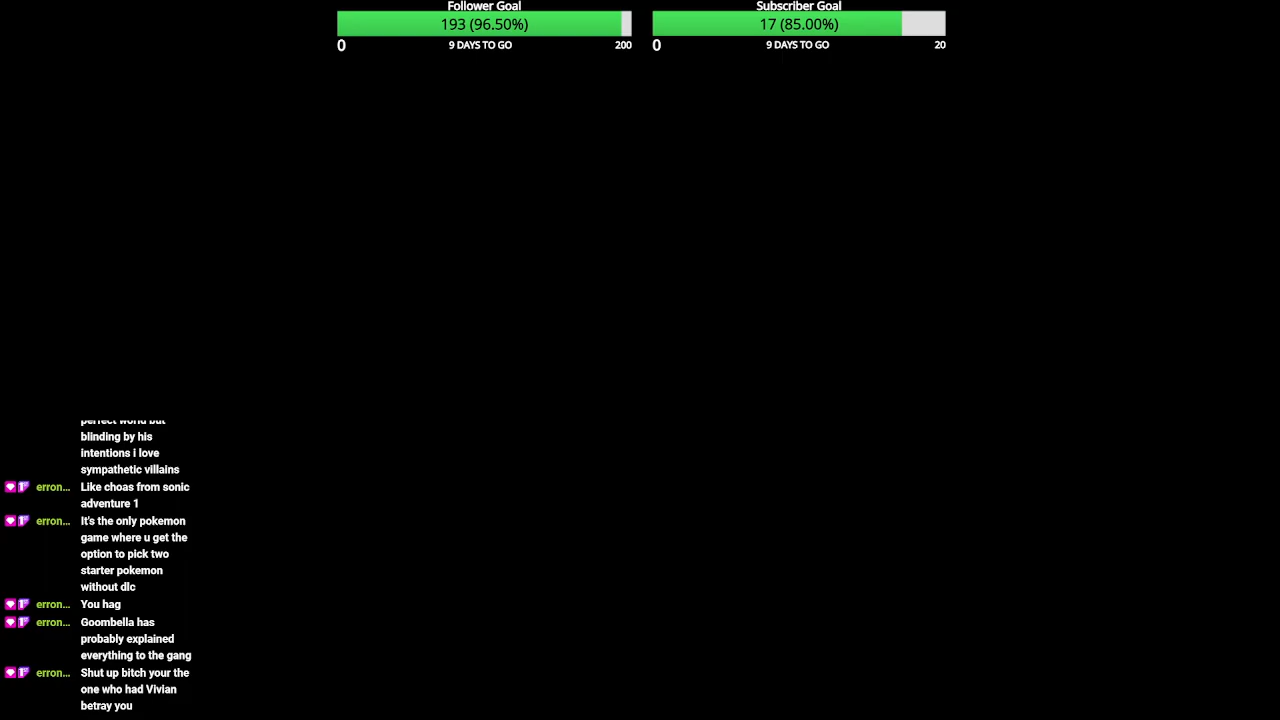 Follower Goal
193 (96.50%)
0 9 DAYS TO GO 200
Subscriber Goal
17 (85.00%)
0 9 DAYS TO GO 20
perfect world but
blinding by his
intentions i love
sympathetic villains
erron... Like choas from sonic
adventure 1
erron... It's the only pokemon
game where u get the
option to pick two
starter pokemon
without dlc
erron... You hag
erron... Goombella has
probably explained
everything to the gang
erron... Shut up bitch your the
one who had Vivian
betray you